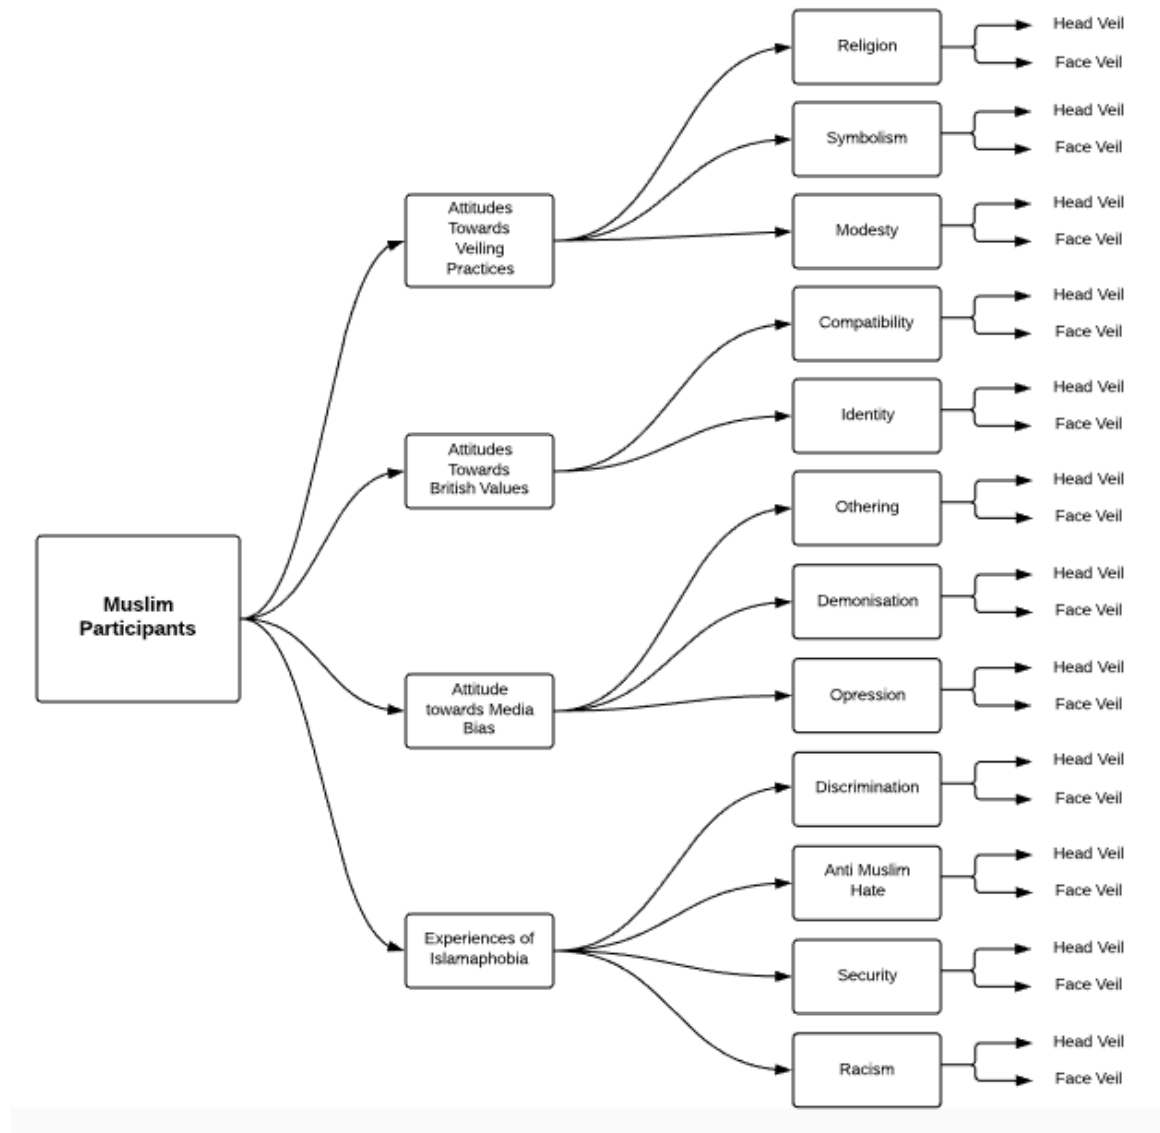 Muslim
Participants
Attitudes
Towards
Veiling
Practices
Attitudes
Towards
British Values
Attitude
towards Media
Bias
Experiences of
Islamaphobia
Religion
Head Veil
Face Veil
Symbolism
Head Veil
Face Veil
Modesty
Head Veil
Face Veil
Compatibility
Head Veil
Face Veil
Identity
Head Veil
Face Veil
Othering
Head Veil
Face Veil
Demonisation
Head Veil
Face Veil
Opression
Head Veil
Face Veil
Discrimination
Head Veil
Face Veil
Anti Muslim
Hate
Head Veil
Face Veil
Security
Head Veil
Face Veil
Racism
Head Veil
Face Veil